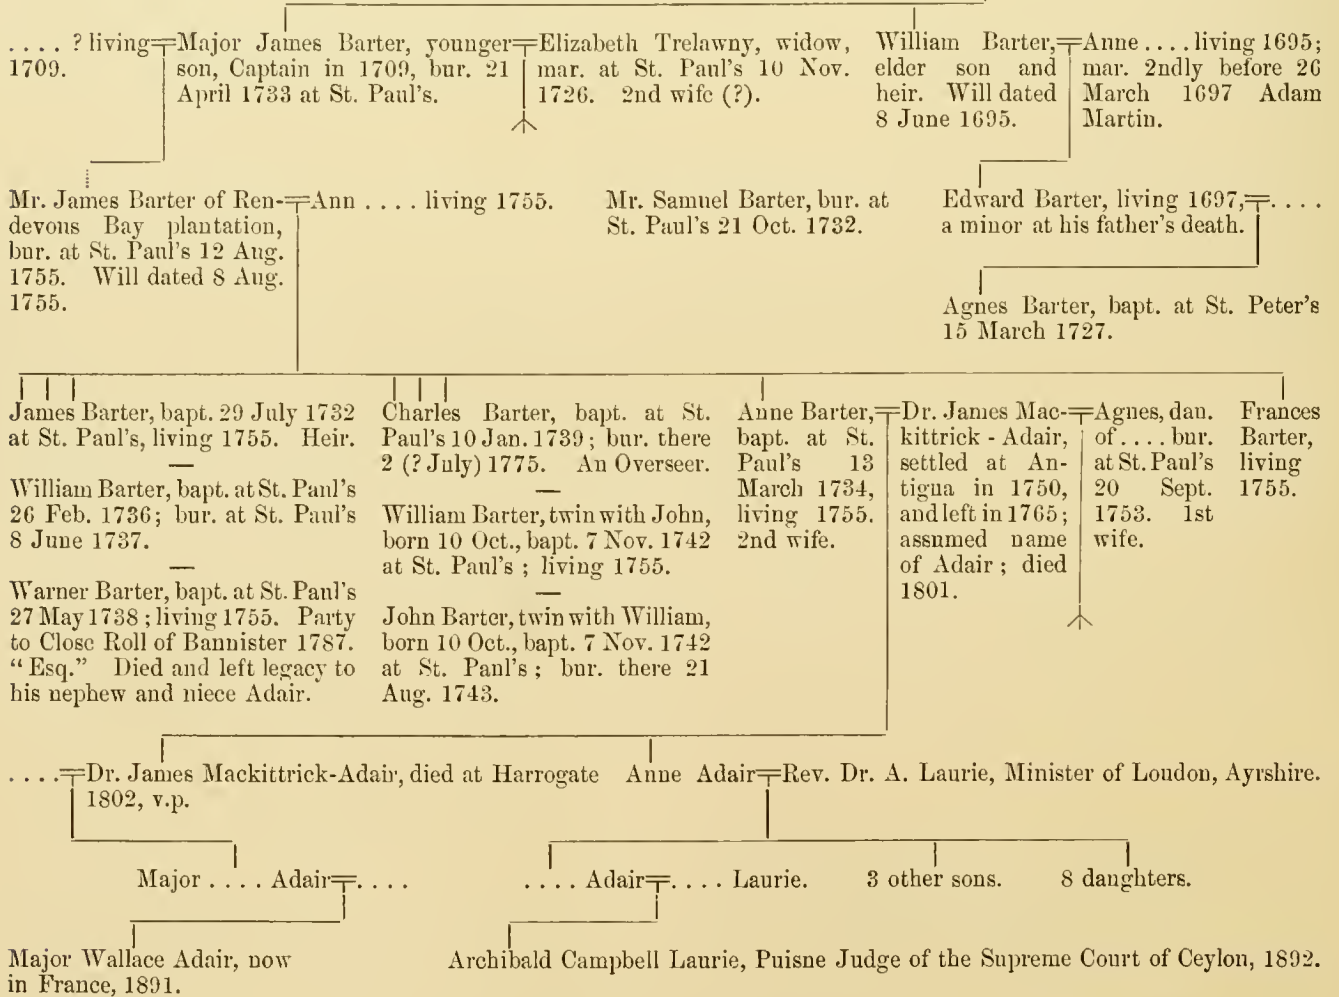 . . . . ? living
1709.
Major James Barter, younger
son, Captain in 1709, bur. 21
April 1733 at St. Paul's.
Elizabeth Trelawny, widow,
mar. at St. Paul's 10 Nov.
1726. 2nd wife (?).
William Barter,
elder son and
heir. Will dated
8 June 1695.
Anne . . . . living 1695;
mar. 2ndly before 26
March 1697 Adam
Martin.
Mr. James Barter of Ren-
devous Bay plantation,
bur. at St. Paul's 12 Aug.
1755. Will dated 8 Aug.
1755.
Ann . . . . living 1755.
Mr. Samuel Barter, bur. at
St. Paul's 21 Oct. 1732.
Edward Barter, living 1697,
a minor at his father's death.
. . . .
Agnes Barter, bapt. at St. Peter's
15 March 1727.
James Barter, bapt. 29 July 1732
at St. Paul's, living 1755. Heir.
—
William Barter, bapt. at St. Paul's
26 Feb. 1736; bur. at St. Paul's
8 June 1737.
—
Warner Barter, bapt. at St. Paul's
27 May 1738; living 1755. Party
to Close Roll of Bannister 1787.
"Esq." Died and left legacy to
his nephew and niece Adair.
Charles Barter, bapt. at St.
Paul's 10 Jan. 1739; bur. there
2 (? July) 1775. An Overseer.
—
William Barter, twin with John,
born 10 Oct., bapt. 7 Nov. 1742
at St. Paul's; living 1755.
—
John Barter, twin with William,
born 10 Oct., bapt. 7 Nov. 1742
at St. Paul's; bur. there 21
Aug. 1743.
Anne Barter,
bapt. at St.
Paul's 13
March 1734,
living 1755.
2nd wife.
Dr. James Mac-
kittrick-Adair,
settled at An-
tigua in 1750,
and left in 1765;
assumed name
of Adair; died
1801.
Agnes, dau.
of . . . . bur.
at St. Paul's
20 Sept.
1753. 1st
wife.
Frances
Barter,
living
1755.
. . . .
Dr. James Mackittrick-Adair, died at Harrogate
1802, v.p.
Anne Adair
Rev. Dr. A. Laurie, Minister of Loudon, Ayrshire.
Major . . . . Adair
. . . .
. . . . Adair
. . . . Laurie.
3 other sons.
8 daughters.
Major Wallace Adair, now
in France, 1891.
Archibald Campbell Laurie, Puisne Judge of the Supreme Court of Ceylon, 1892.